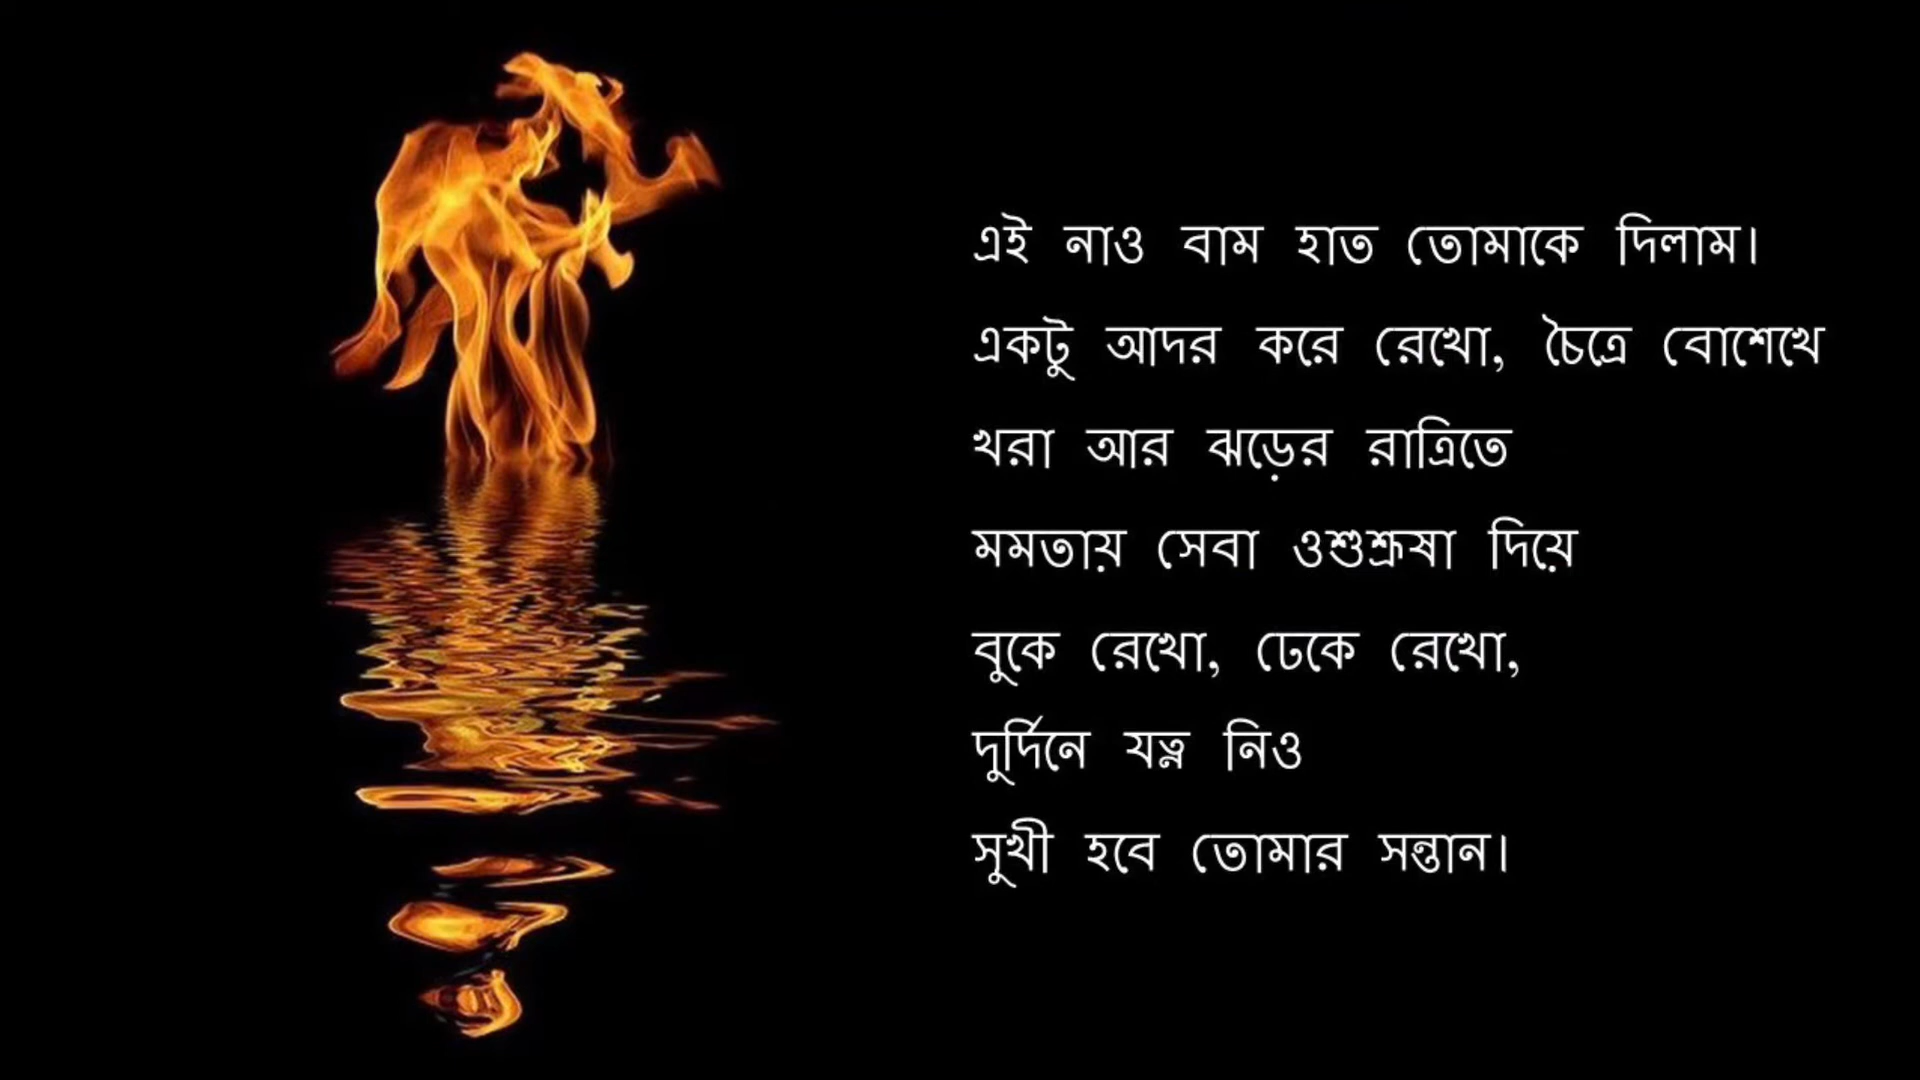 এই নাও বাম হাত তোমাকে দিলাম।
একটু আদর করে রেখো, চৈত্রে বোশেখে
খরা আর ঝড়ের রাত্রিতে
মমতায় সেবা ওশুশ্রুষা দিয়ে
বুকে রেখো, ঢেকে রেখো,
দুর্দিনে যত্ন নিও
সুখী হবে তোমার সন্তান।